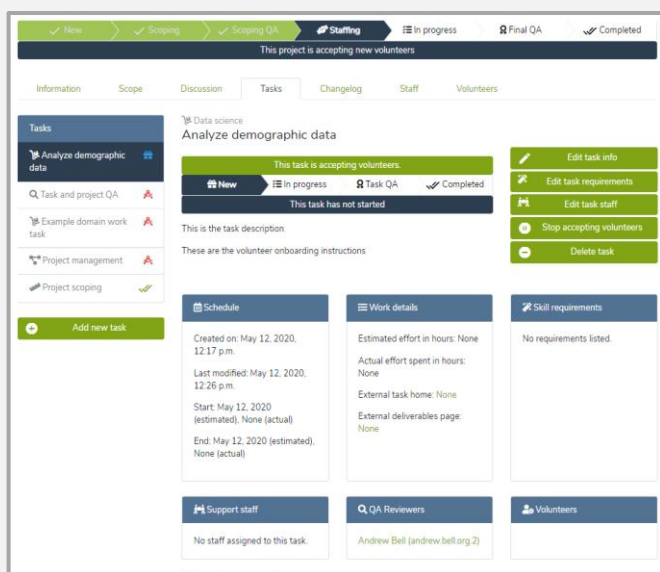 New
Scoping
Scoping QA
Staffing
In progress
Final QA
Completed
This project is accepting new volunteers
Information
Scope
Discussion
Tasks
Changelog
Staff
Volunteers
Tasks
Analyze demographic
data
Task and project QA
Example domain work
task
Project management
Project scoping
Add new task
Data science
Analyze demographic data
This task is accepting volunteers.
New
In progress
Task QA
Completed
This task has not started
This is the task description
These are the volunteer onboarding instructions
Edit task info
Edit task requirements
Edit task staff
Stop accepting volunteers
Delete task
Schedule
Created on: May 12, 2020,
12:17 p.m.
Last modified: May 12, 2020,
12:26 p.m.
Start: May 12, 2020
(estimated), None (actual)
End: May 12, 2020 (estimated),
None (actual)
Work details
Estimated effort in hours: None
Actual effort spent in hours:
None
External task home: None
External deliverables page:
None
Skill requirements
No requirements listed.
Support staff
No staff assigned to this task.
QA Reviewers
Andrew Bell (andrew.bell.org.2)
Volunteers